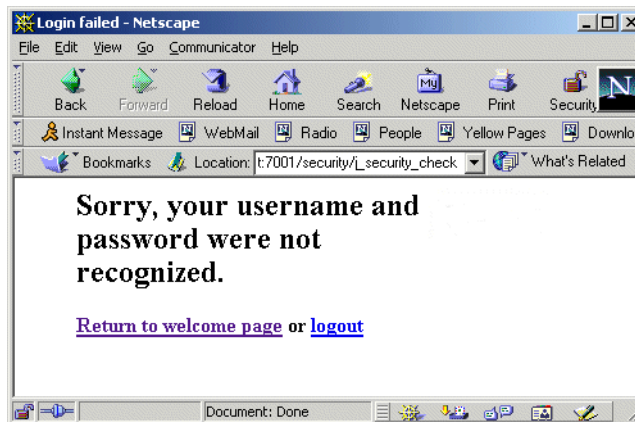 Login failed - Netscape
File Edit View Go Communicator Help
My
N
Back Forward Reload Home Search Netscape Print Security
Instant Message WebMail Radio People Yellow Pages Downlo
Bookmarks Location: t:7001/security/j_security_check What's Related
Sorry, your username and
password were not
recognized.
Return to welcome page or logout
Document: Done